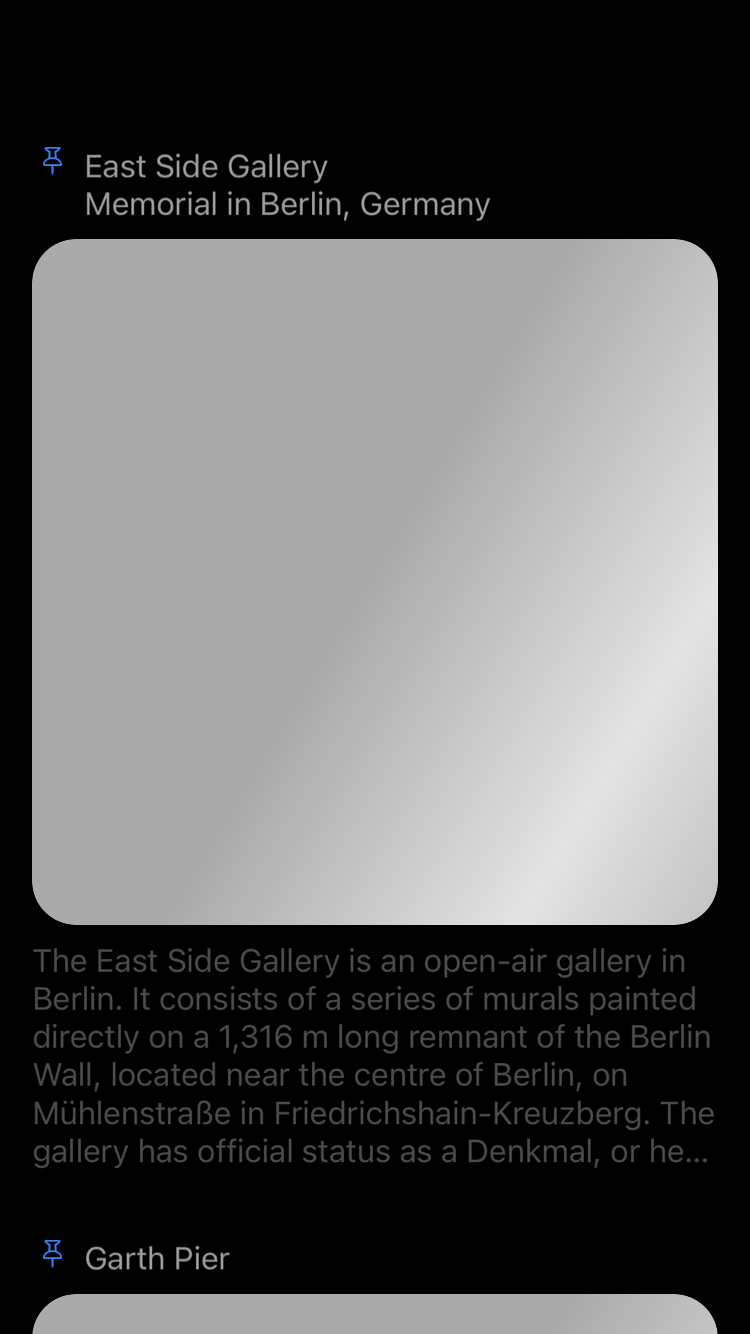 East Side Gallery
Memorial in Berlin, Germany
The East Side Gallery is an open-air gallery in
Berlin. It consists of a series of murals painted
directly on a 1,316 m long remnant of the Berlin
Wall, located near the centre of Berlin, on
Mühlenstraße in Friedrichshain-Kreuzberg. The
gallery has official status as a Denkmal, or he...
Garth Pier